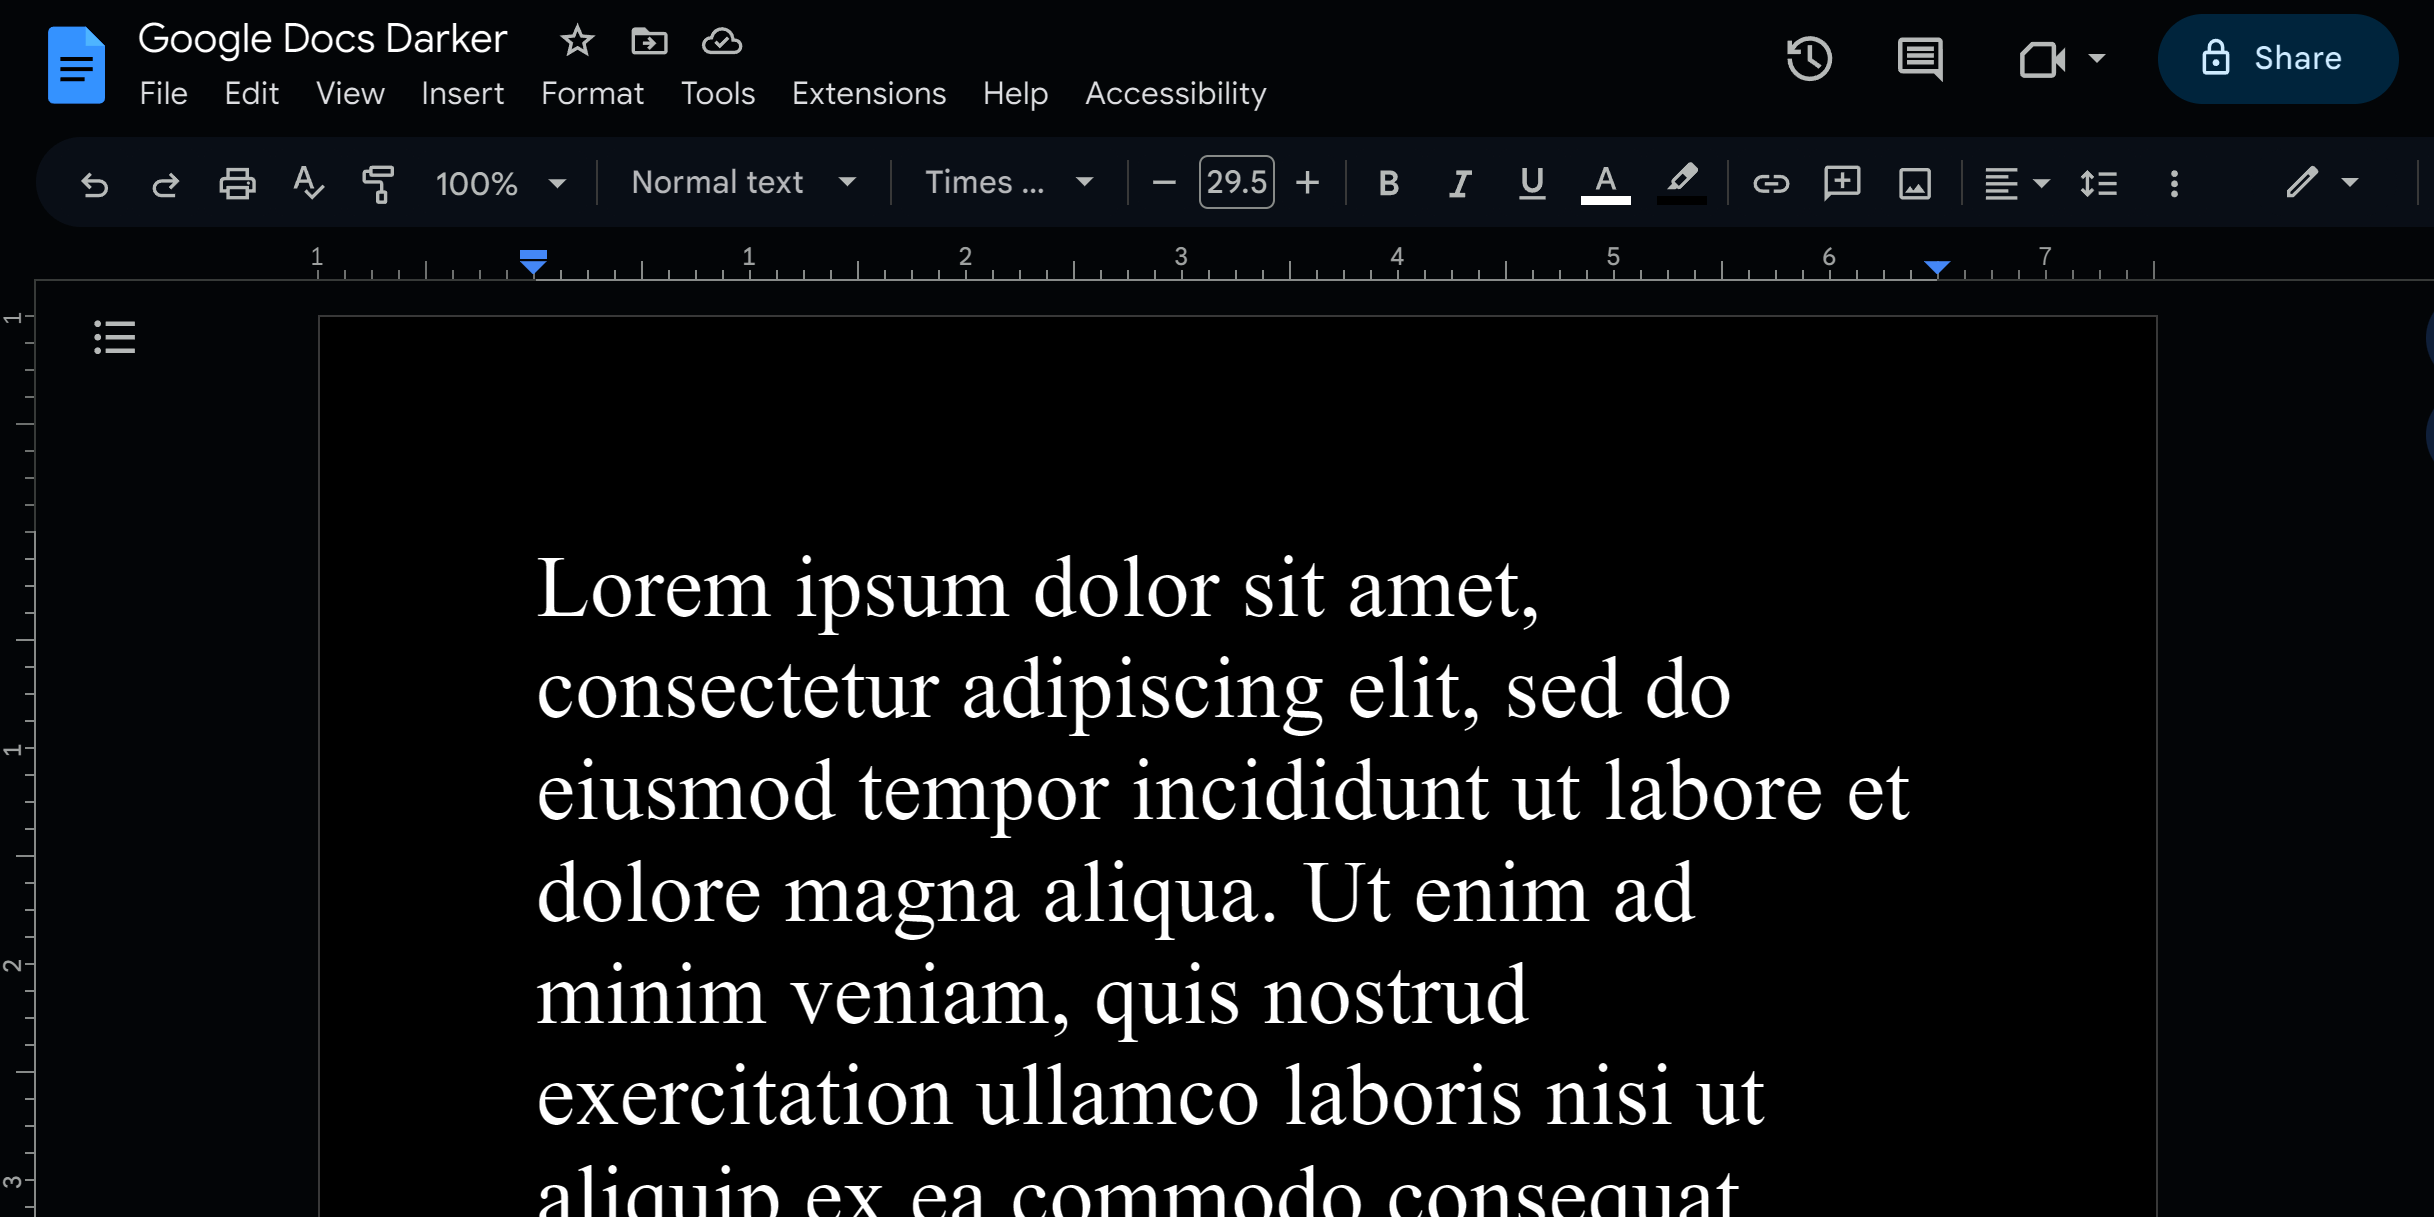 Google Docs Darker
File Edit View Insert Format Tools Extensions Help Accessibility
Share
100% Normal text Times ... 29.5 B I U A
1 1 2 3 4 5 6 7
1
1
2
3
Lorem ipsum dolor sit amet,
consectetur adipiscing elit, sed do
eiusmod tempor incididunt ut labore et
dolore magna aliqua. Ut enim ad
minim veniam, quis nostrud
exercitation ullamco laboris nisi ut
aliquip ex ea commodo consequat